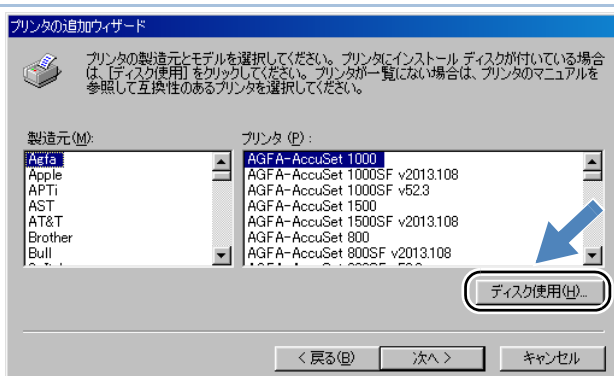 プリンタの追加ウィザード
プリンタの製造元とモデルを選択してください。プリンタにインストール ディスクが付いている場合
は、[ディスク使用] をクリックしてください。プリンタが一覧にない場合は、プリンタのマニュアルを
参照して互換性のあるプリンタを選択してください。
製造元(M):
プリンタ (P) :
Agfa
AGFA-AccuSet 1000
Apple
AGFA-AccuSet 1000SF v2013.108
APTi
AGFA-AccuSet 1000SF v52.3
AST
AGFA-AccuSet 1500
AT&T
AGFA-AccuSet 1500SF v2013.108
Brother
AGFA-AccuSet 800
Bull
AGFA-AccuSet 800SF v2013.108
ディスク使用(H)...
< 戻る(B)
次へ >
キャンセル